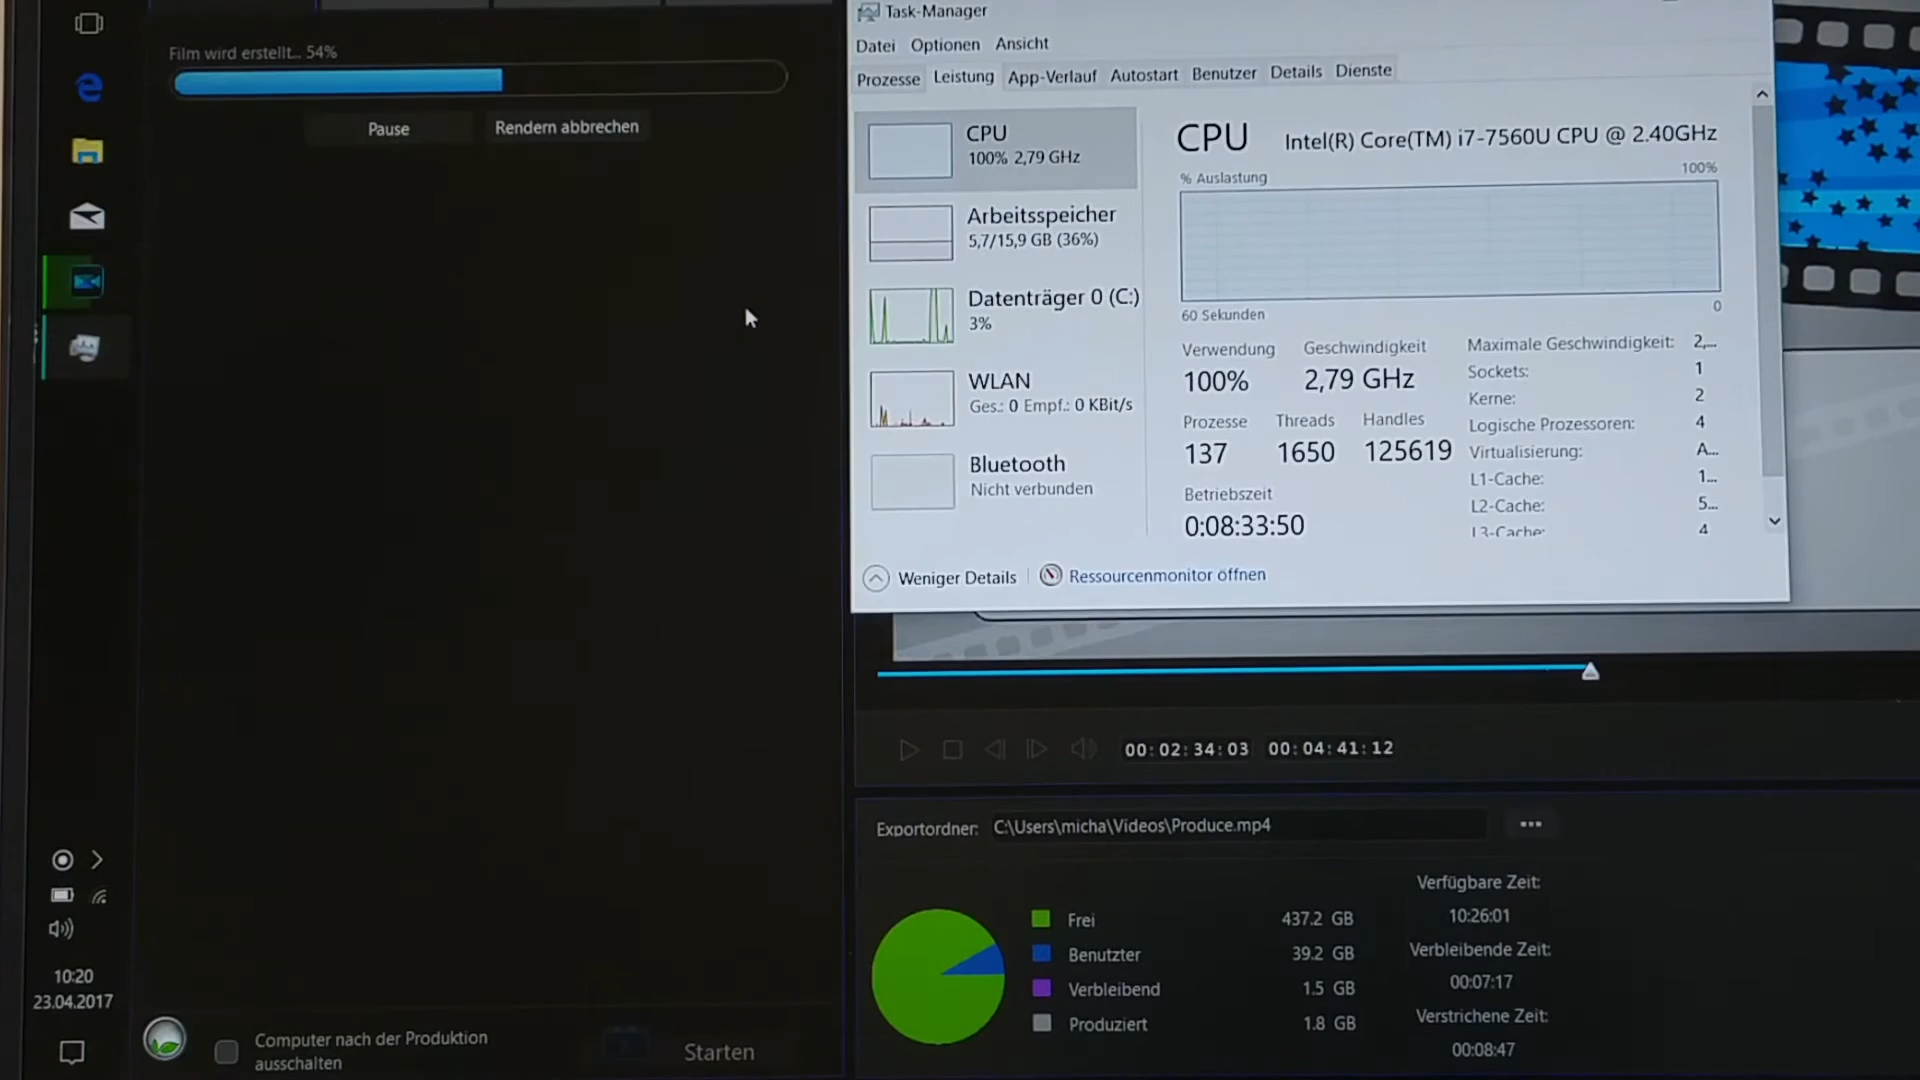 Film wird erstellt... 54%
Pause
Rendern abbrechen
Task-Manager
Datei Optionen Ansicht
Prozesse Leistung App-Verlauf Autostart Benutzer Details Dienste
CPU
100% 2,79 GHz
Arbeitsspeicher
5,7/15,9 GB (36%)
Datenträger 0 (C:)
3%
WLAN
Ges.: 0 Empf.: 0 KBit/s
Bluetooth
Nicht verbunden
CPU Intel(R) Core(TM) i7-7560U CPU @ 2.40GHz
% Auslastung 100%
60 Sekunden 0
Verwendung Geschwindigkeit
100% 2,79 GHz
Prozesse Threads Handles
137 1650 125619
Betriebszeit
0:08:33:50
Maximale Geschwindigkeit: 2,...
Sockets: 1
Kerne: 2
Logische Prozessoren: 4
Virtualisierung: A...
L1-Cache: 1...
L2-Cache: 5...
L3-Cache: 4
Weniger Details
Ressourcenmonitor öffnen
00:02:34:03 00:04:41:12
Exportordner: C:\Users\micha\Videos\Produce.mp4 ...
Frei 437.2 GB
Benutzter 39.2 GB
Verbleibend 1.5 GB
Produziert 1.8 GB
Verfügbare Zeit:
10:26:01
Verbleibende Zeit:
00:07:17
Verstrichene Zeit:
00:08:47
10:20
23.04.2017
Computer nach der Produktion
ausschalten
Starten